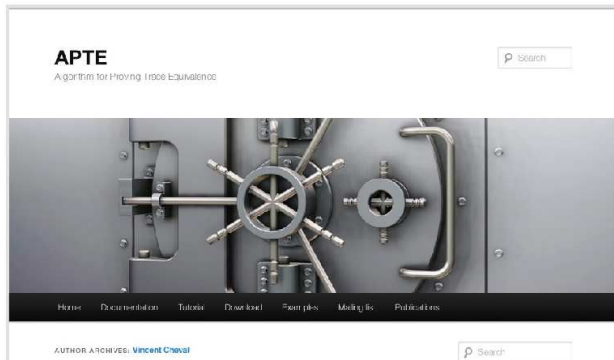 APTE
Search
Algorithm for Proving Trace Equivalence
Home Documentation Tutorial Download Examples Mailing lis Publications
AUTHOR ARCHIVES: Vincent Cheval
Search